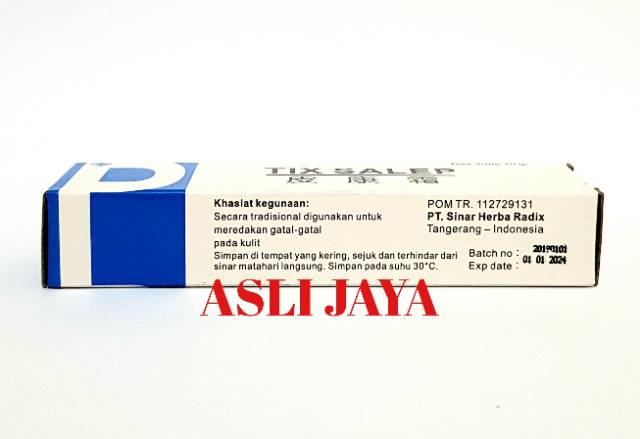 D
TIX SALEP
皮 康 霜
Khasiat kegunaan:
Secara tradisional digunakan untuk
meredakan gatal-gatal
pada kulit
Simpan di tempat yang kering, sejuk dan terhindar dari
sinar matahari langsung. Simpan pada suhu 30°C.
POM TR. 112729131
PT. Sinar Herba Radix
Tangerang – Indonesia
Batch no : 20190101
Exp date : 01 01 2024
ASLI JAYA